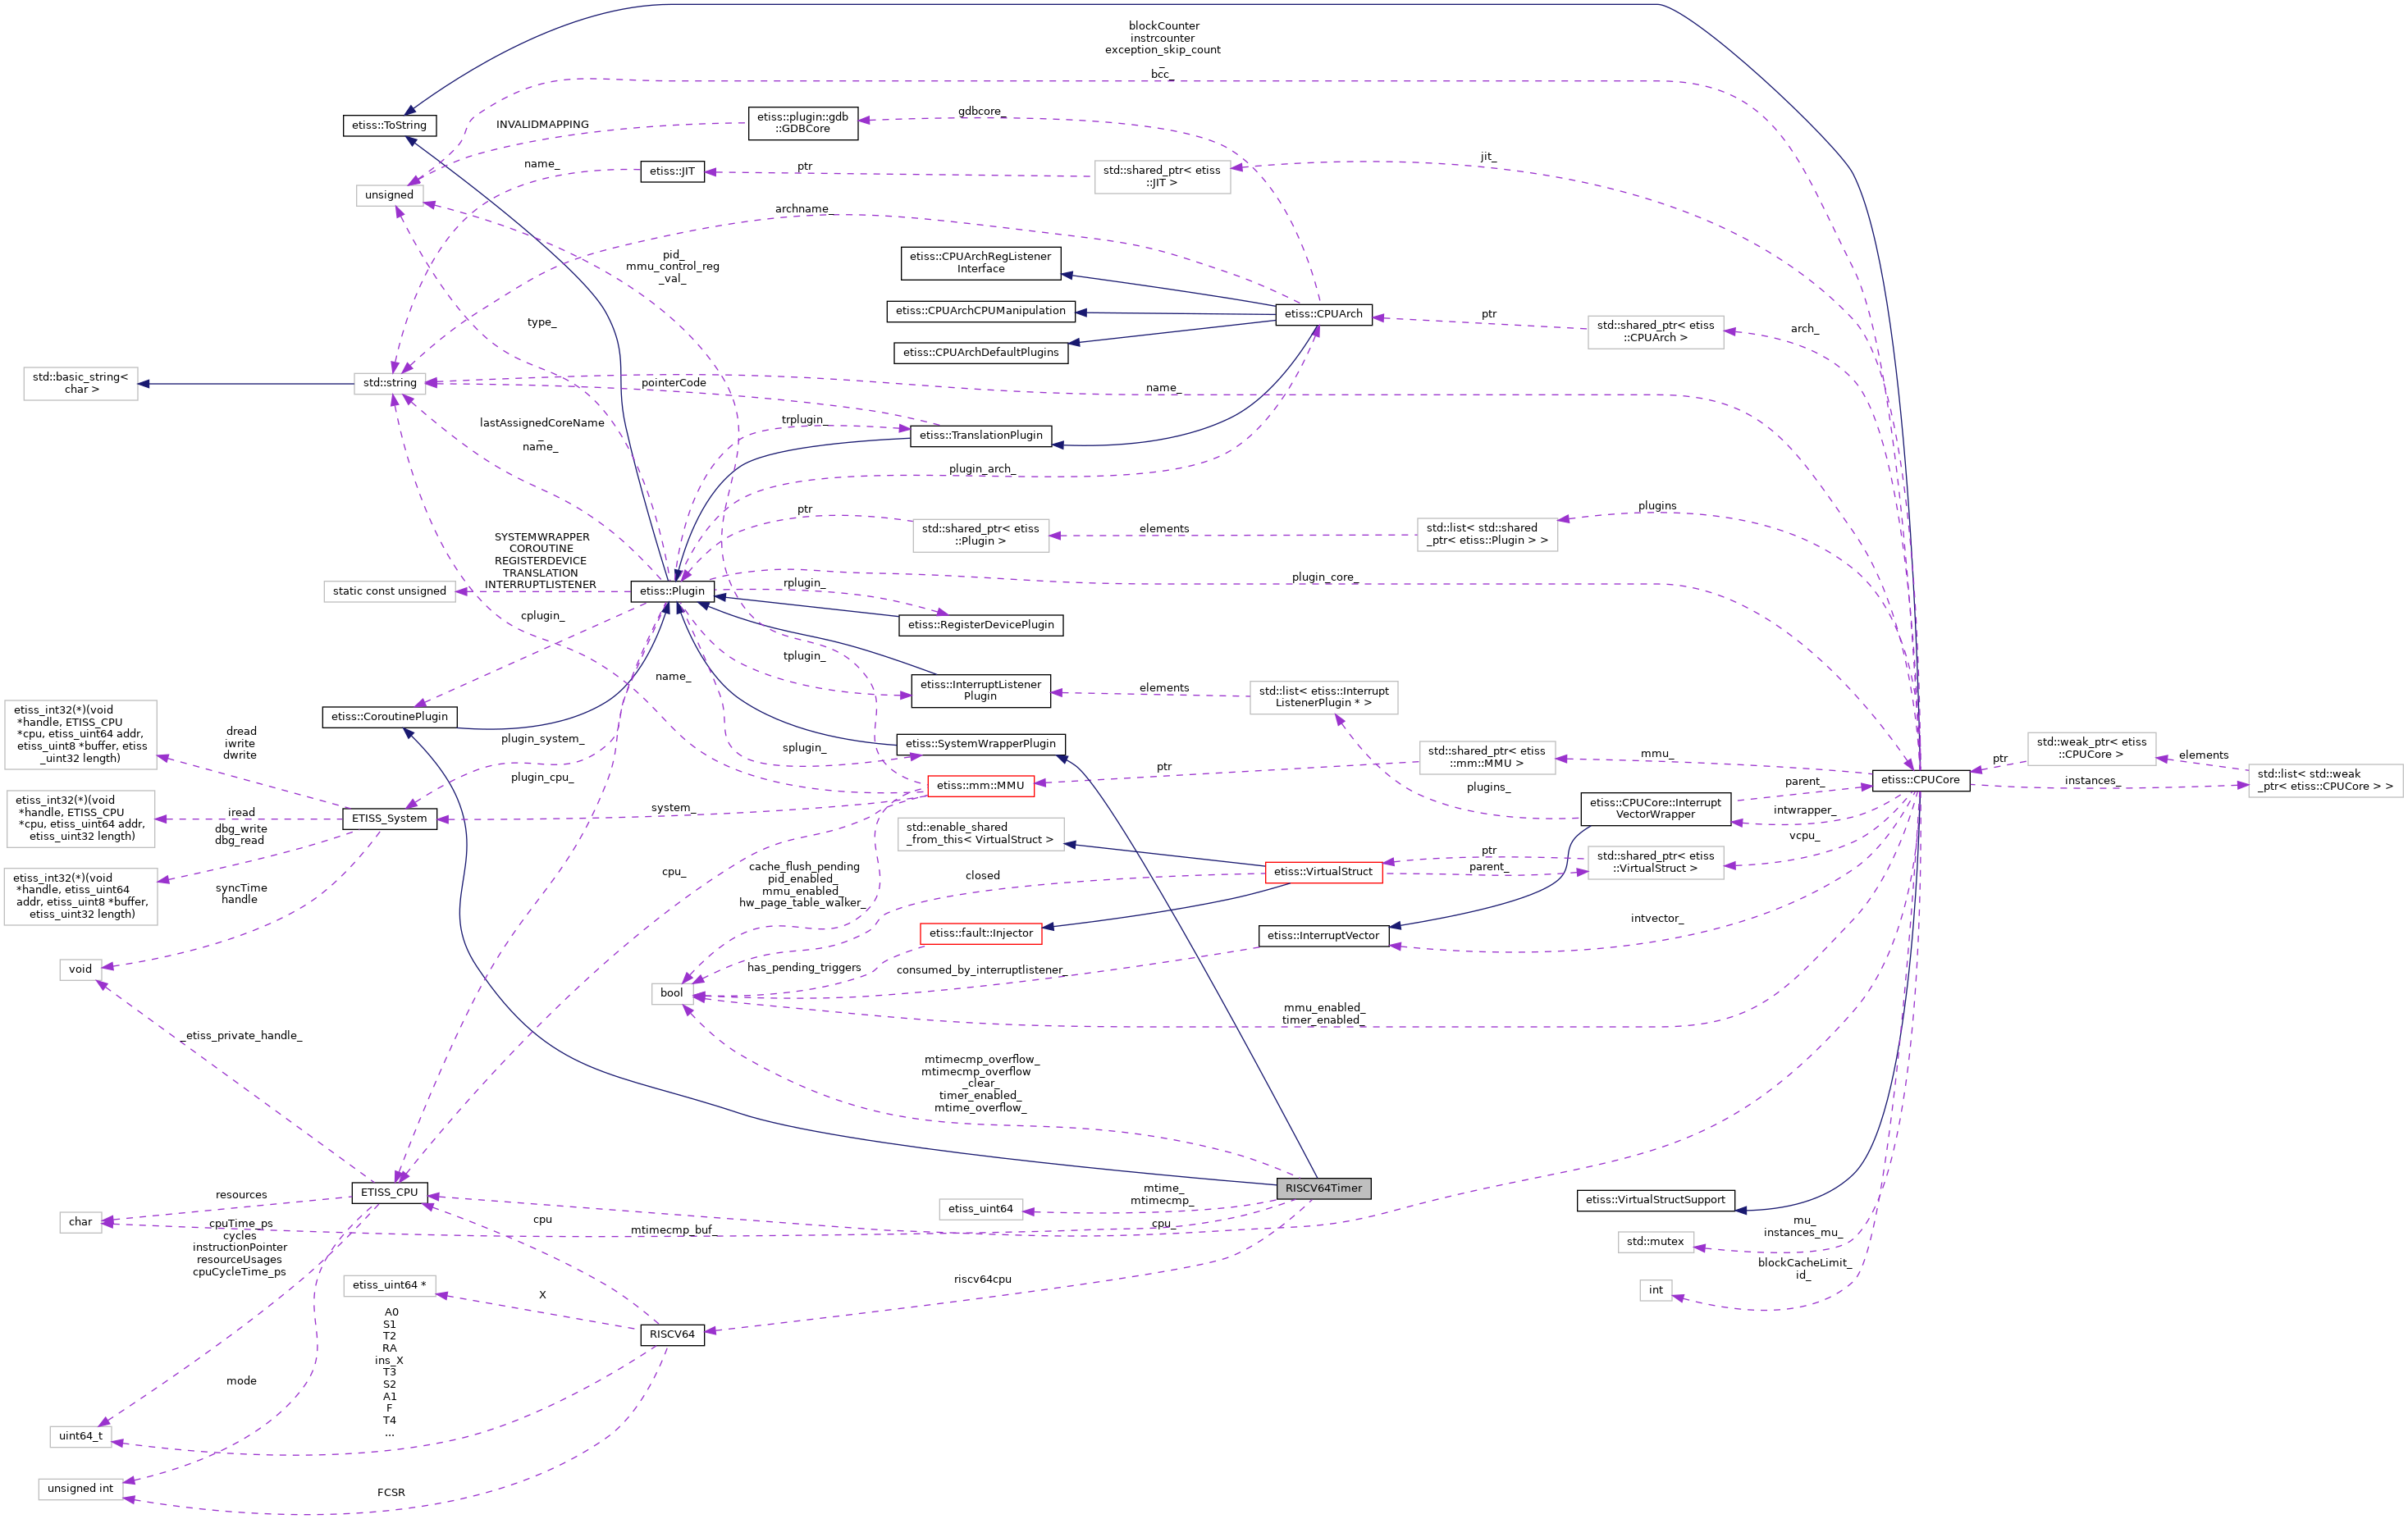 blockCounter
instrcounter
exception_skip_count
_
bcc_
etiss::ToString
INVALIDMAPPING
etiss::plugin::gdb
::GDBCore
gdbcore_
unsigned
name_
etiss::JIT
ptr
std::shared_ptr< etiss
::JIT >
jit_
archname_
pid_
mmu_control_reg
_val_
etiss::CPUArchRegListener
Interface
etiss::CPUArchCPUManipulation
etiss::CPUArch
ptr
std::shared_ptr< etiss
::CPUArch >
arch_
type_
etiss::CPUArchDefaultPlugins
std::basic_string<
char >
std::string
pointerCode
name_
lastAssignedCoreName
_
name_
trplugin_
etiss::TranslationPlugin
plugin_arch_
ptr
std::shared_ptr< etiss
::Plugin >
elements
std::list< std::shared
_ptr< etiss::Plugin > >
plugins
SYSTEMWRAPPER
COROUTINE
REGISTERDEVICE
TRANSLATION
INTERRUPTLISTENER
static const unsigned
etiss::Plugin
rplugin_
plugin_core_
etiss::RegisterDevicePlugin
cplugin_
tplugin_
name_
etiss::InterruptListener
Plugin
elements
std::list< etiss::Interrupt
ListenerPlugin * >
etiss_int32(*)(void
*handle, ETISS_CPU
*cpu, etiss_uint64 addr,
etiss_uint8 *buffer, etiss
_uint32 length)
dread
iwrite
dwrite
etiss::CoroutinePlugin
plugin_system_
splugin_
etiss::SystemWrapperPlugin
std::shared_ptr< etiss
::mm::MMU >
mmu_
ptr
plugin_cpu_
etiss::mm::MMU
plugins_
etiss::CPUCore::Interrupt
VectorWrapper
parent_
intwrapper_
etiss::CPUCore
ptr
std::weak_ptr< etiss
::CPUCore >
elements
instances_
std::list< std::weak
_ptr< etiss::CPUCore > >
etiss_int32(*)(void
*handle, ETISS_CPU
*cpu, etiss_uint64 addr,
etiss_uint32 length)
iread
dbg_write
dbg_read
ETISS_System
system_
std::enable_shared
_from_this< VirtualStruct >
vcpu_
etiss_int32(*)(void
*handle, etiss_uint64
addr, etiss_uint8 *buffer,
etiss_uint32 length)
syncTime
handle
cpu_
cache_flush_pending
pid_enabled_
mmu_enabled_
hw_page_table_walker_
closed
etiss::VirtualStruct
ptr
parent_
std::shared_ptr< etiss
::VirtualStruct >
etiss::fault::Injector
etiss::InterruptVector
intvector_
void
bool
has_pending_triggers
consumed_by_interruptlistener_
mmu_enabled_
timer_enabled_
_etiss_private_handle_
mtimecmp_overflow_
mtimecmp_overflow
_clear_
timer_enabled_
mtime_overflow_
resources
ETISS_CPU
RISCV64Timer
etiss::VirtualStructSupport
char
etiss_uint64
mtime_
mtimecmp_
cpuTime_ps
cycles
instructionPointer
resourceUsages
cpuCycleTime_ps
cpu
mtimecmp_buf_
cpu_
std::mutex
mu_
instances_mu_
etiss_uint64 *
X
riscv64cpu
int
blockCacheLimit_
id_
A0
S1
T2
RA
ins_X
T3
S2
A1
F
T4
...
RISCV64
mode
uint64_t
unsigned int
FCSR